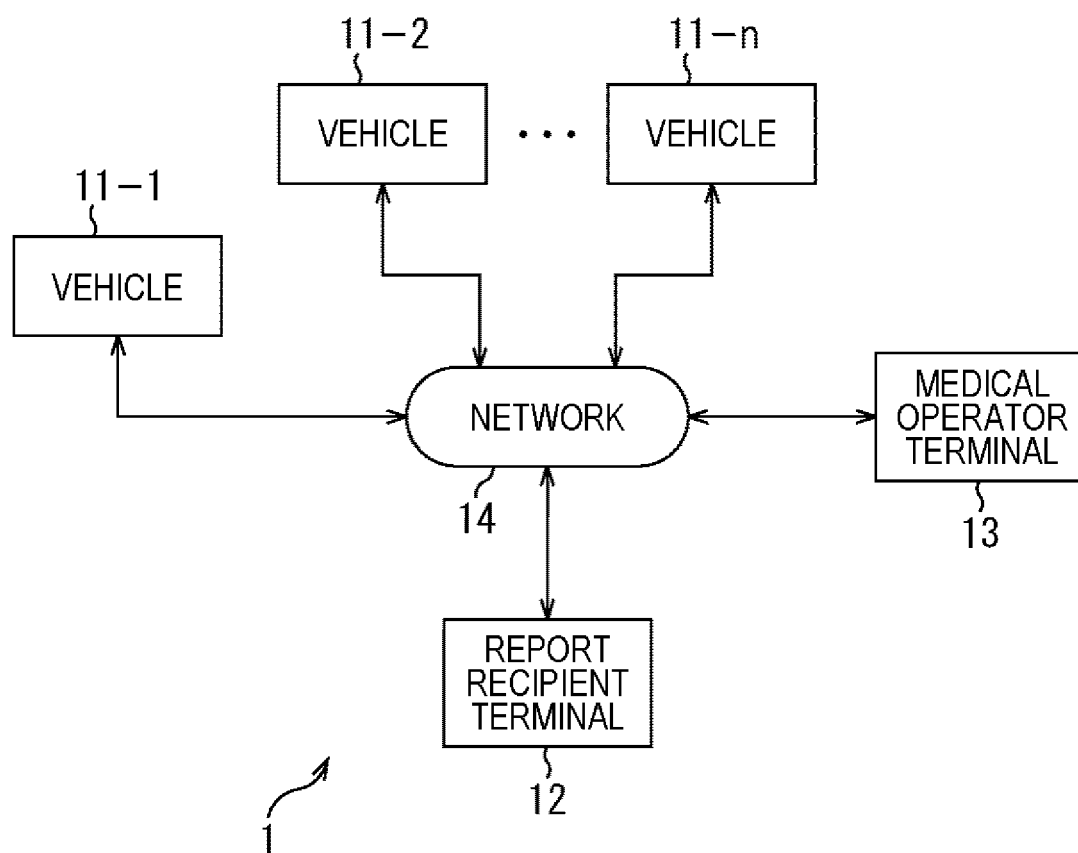 11-2
11-n
VEHICLE
• • •
VEHICLE
11-1
VEHICLE
NETWORK
14
MEDICAL
OPERATOR
TERMINAL
13
REPORT
RECIPIENT
TERMINAL
12
1